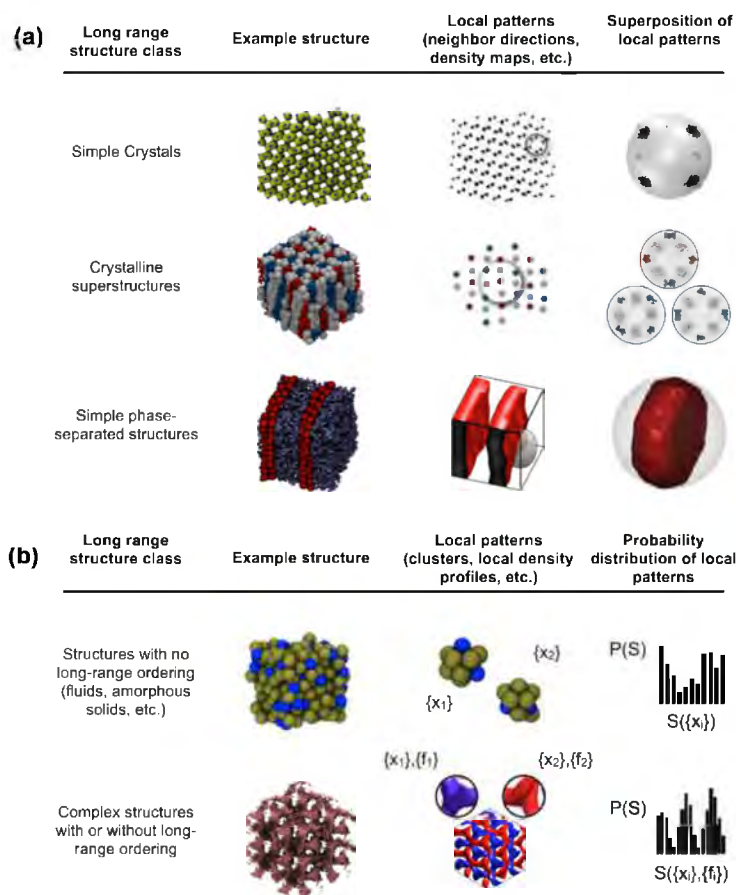 (a)
Long range
structure class
Example structure
Local patterns
(neighbor directions,
density maps, etc.)
Superposition of
local patterns
Simple Crystals
Crystalline
superstructures
Simple phase-
separated structures
(b)
Long range
structure class
Example structure
Local patterns
(clusters, local density
profiles, etc.)
Probability
distribution of local
patterns
Structures with no
long-range ordering
(fluids, amorphous
solids, etc.)
{x₁}
{x₂}
P(S)
S({xᵢ})
Complex structures
with or without long-
range ordering
{x₁},{f₁}
{x₂},{f₂}
P(S)
S({xᵢ},{fᵢ})